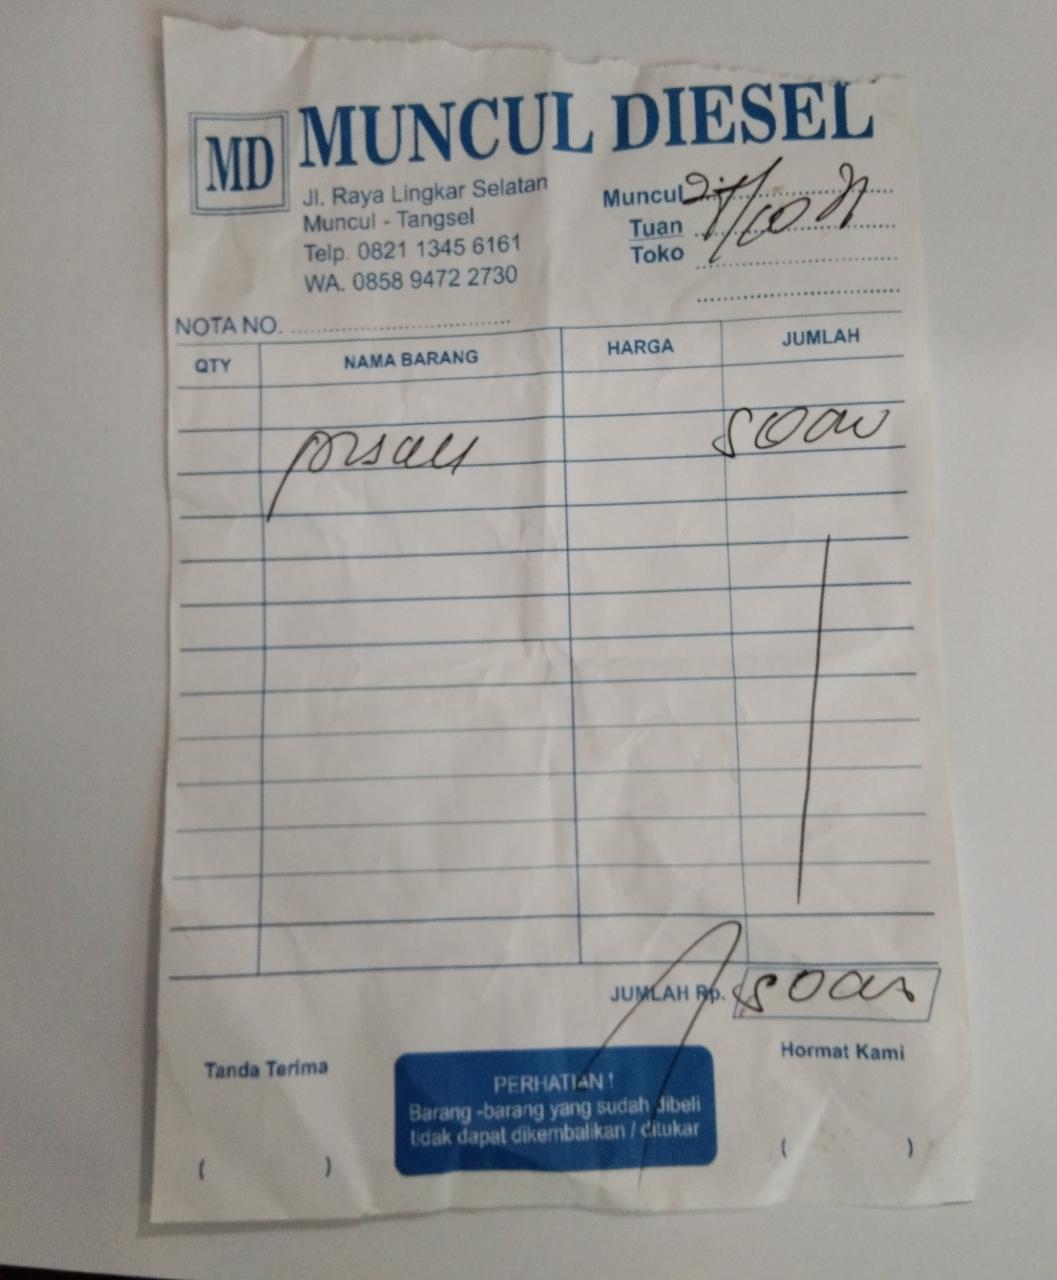 MD
MUNCUL DIESEL
Jl. Raya Lingkar Selatan
Muncul - Tangsel
Telp. 0821 1345 6161
WA. 0858 9472 2730
Muncul
Tuan
Toko
NOTA NO.
QTY NAMA BARANG HARGA JUMLAH
JUMLAH Rp.
Tanda Terima
Hormat Kami
PERHATIAN !
Barang -barang yang sudah dibeli
tidak dapat dikembalikan / ditukar
( )
( )